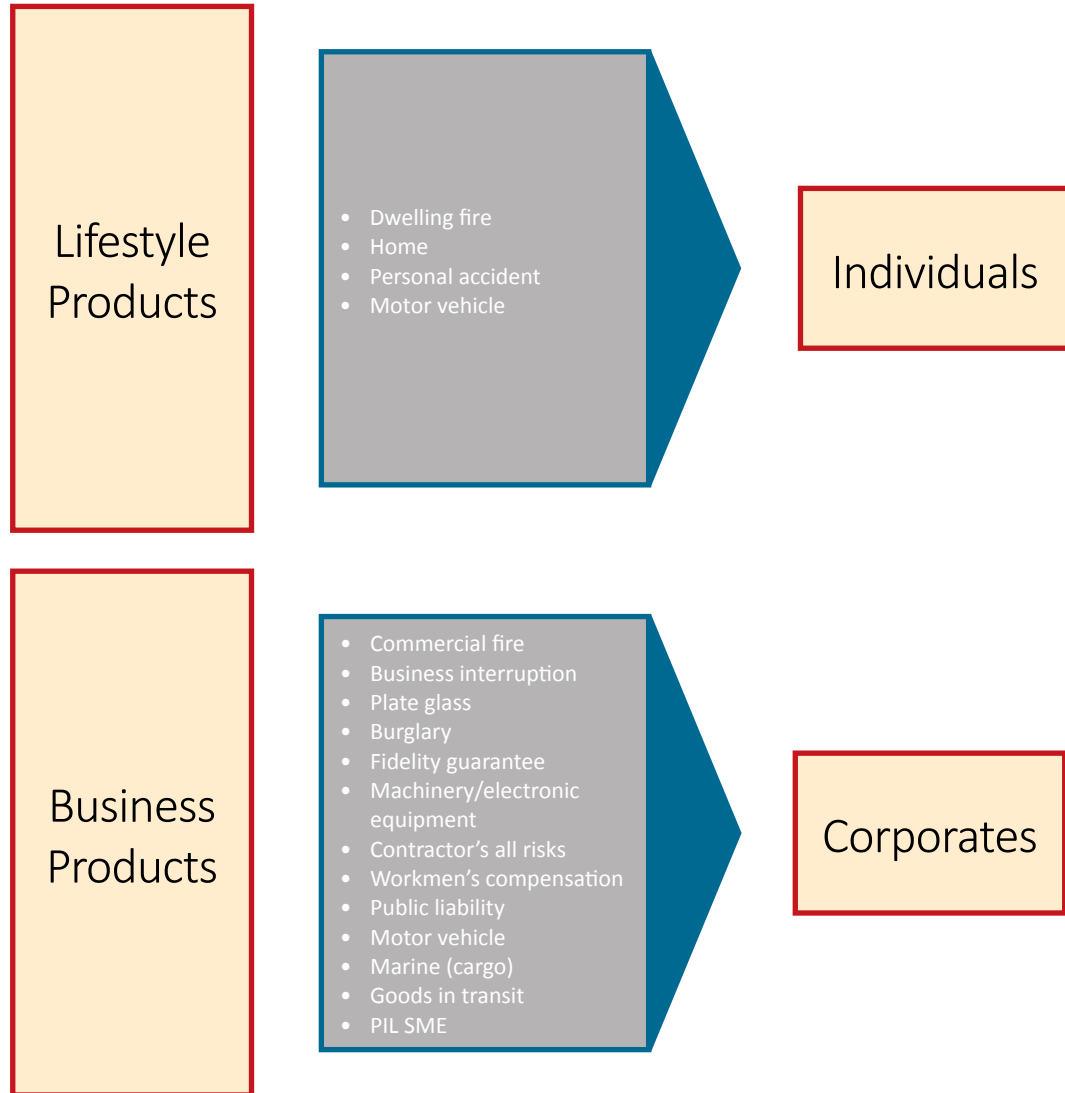 Lifestyle
Products
• Dwelling fire
• Home
• Personal accident
• Motor vehicle
Individuals
Business
Products
• Commercial fire
• Business interruption
• Plate glass
• Burglary
• Fidelity guarantee
• Machinery/electronic
equipment
• Contractor’s all risks
• Workmen’s compensation
• Public liability
• Motor vehicle
• Marine (cargo)
• Goods in transit
• PIL SME
Corporates